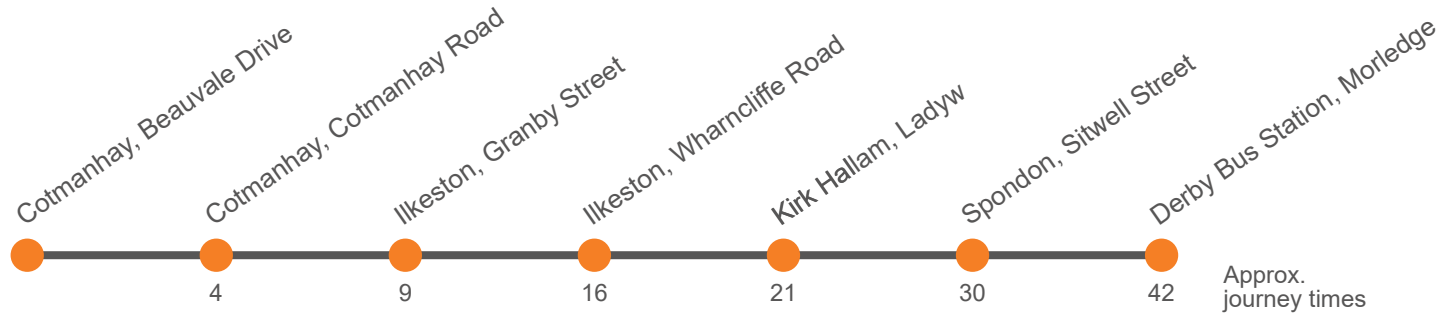 Cotmanhay, Beauvale Drive
Cotmanhay, Cotmanhay Road
Ilkeston, Granby Street
Ilkeston, Wharncliffe Road
Kirk Hallam, Ladyw
Spondon, Sitwell Street
Derby Bus Station, Morledge
4 9 16 21 30 42
Approx.
journey times